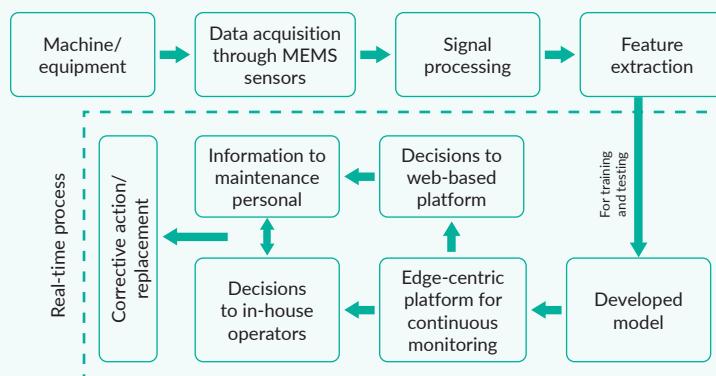 Machine/
equipment
Data acquisition
through MEMS
sensors
Signal
processing
Feature
extraction
For training
and testing
Real-time process
Corrective action/
replacement
Information to
maintenance
personal
Decisions to
web-based
platform
Decisions
to in-house
operators
Edge-centric
platform for
continuous
monitoring
Developed
model